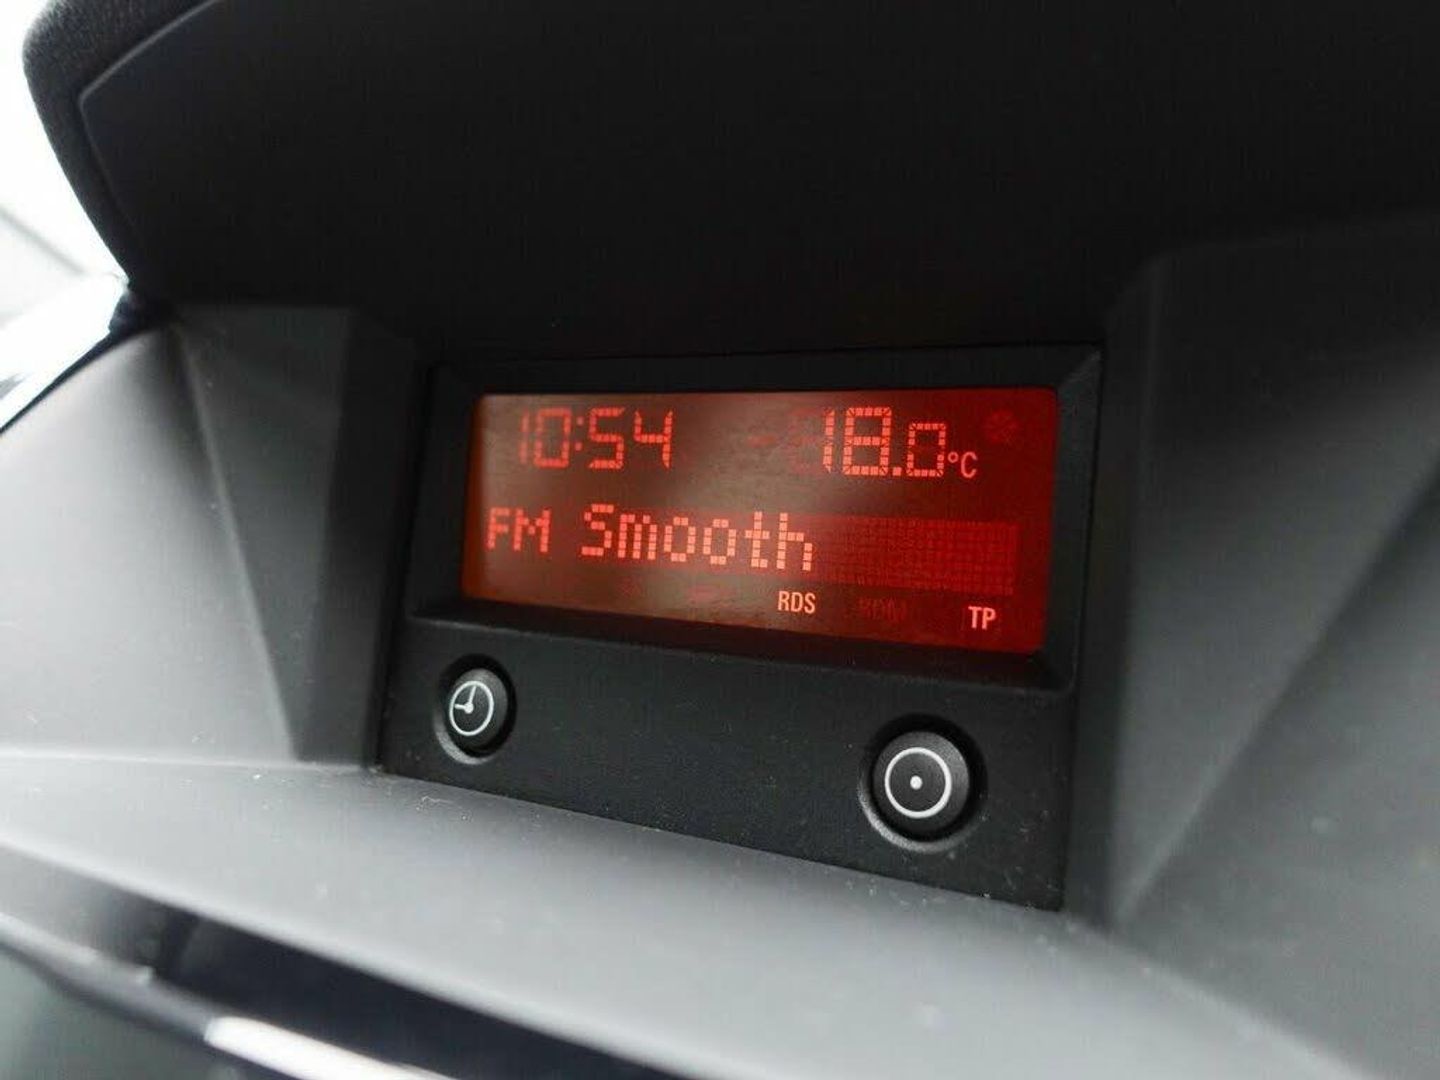 10:54 18.0°C
FM Smooth
RDS TP